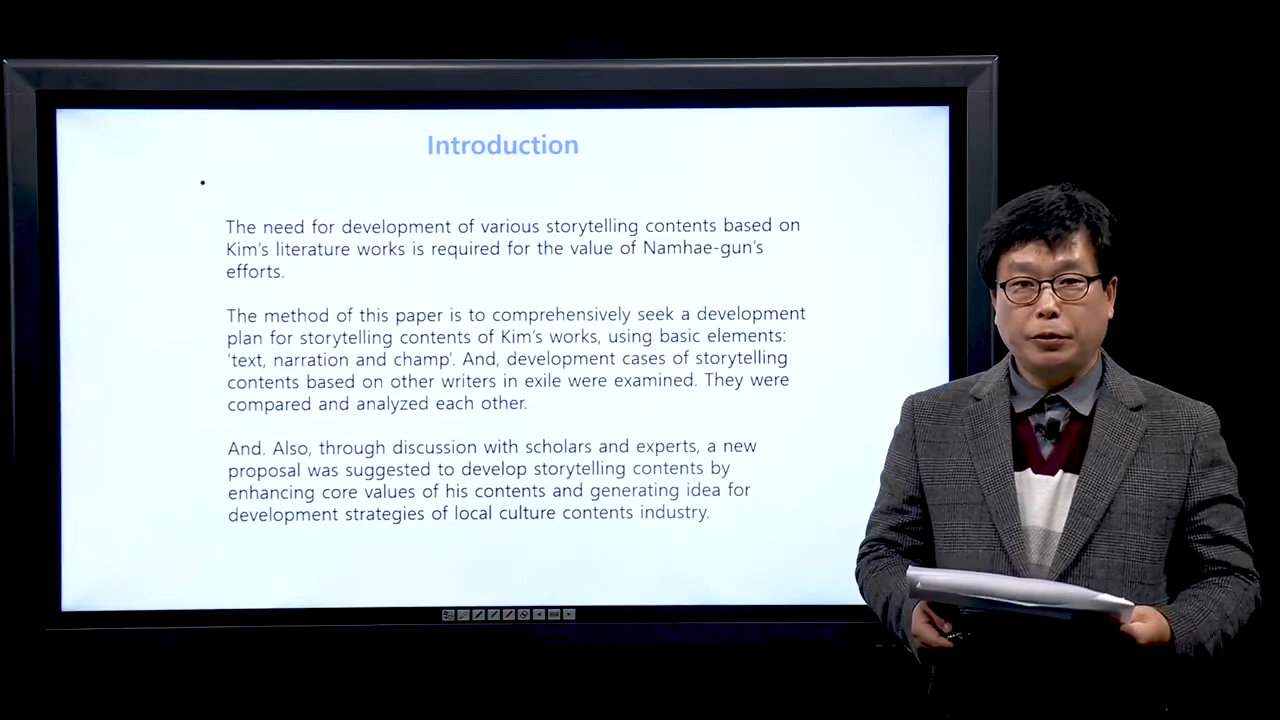 Introduction
•
The need for development of various storytelling contents based on
Kim's literature works is required for the value of Namhae-gun's
efforts.
The method of this paper is to comprehensively seek a development
plan for storytelling contents of Kim's works, using basic elements:
'text, narration and champ'. And, development cases of storytelling
contents based on other writers in exile were examined. They were
compared and analyzed each other.
And. Also, through discussion with scholars and experts, a new
proposal was suggested to develop storytelling contents by
enhancing core values of his contents and generating idea for
development strategies of local culture contents industry.